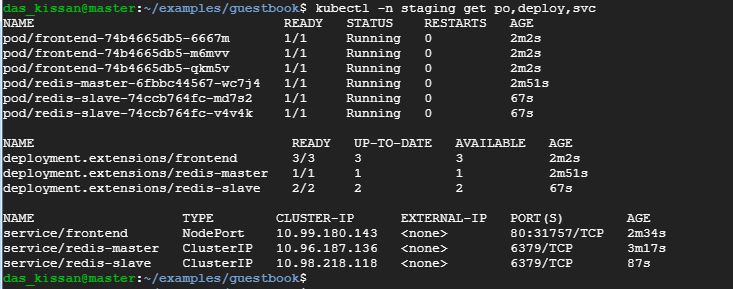 das_kissan@master:~/examples/guestbook$ kubectl -n staging get po,deploy,svc
NAME READY STATUS RESTARTS AGE
pod/frontend-74b4665db5-6667m 1/1 Running 0 2m2s
pod/frontend-74b4665db5-m6mvv 1/1 Running 0 2m2s
pod/frontend-74b4665db5-qkm5v 1/1 Running 0 2m2s
pod/redis-master-6fbbc44567-wc7j4 1/1 Running 0 2m51s
pod/redis-slave-74ccb764fc-md7s2 1/1 Running 0 67s
pod/redis-slave-74ccb764fc-v4v4k 1/1 Running 0 67s
NAME READY UP-TO-DATE AVAILABLE AGE
deployment.extensions/frontend 3/3 3 3 2m2s
deployment.extensions/redis-master 1/1 1 1 2m51s
deployment.extensions/redis-slave 2/2 2 2 67s
NAME TYPE CLUSTER-IP EXTERNAL-IP PORT(S) AGE
service/frontend NodePort 10.99.180.143 <none> 80:31757/TCP 2m34s
service/redis-master ClusterIP 10.96.187.136 <none> 6379/TCP 3m17s
service/redis-slave ClusterIP 10.98.218.118 <none> 6379/TCP 87s
das_kissan@master:~/examples/guestbook$